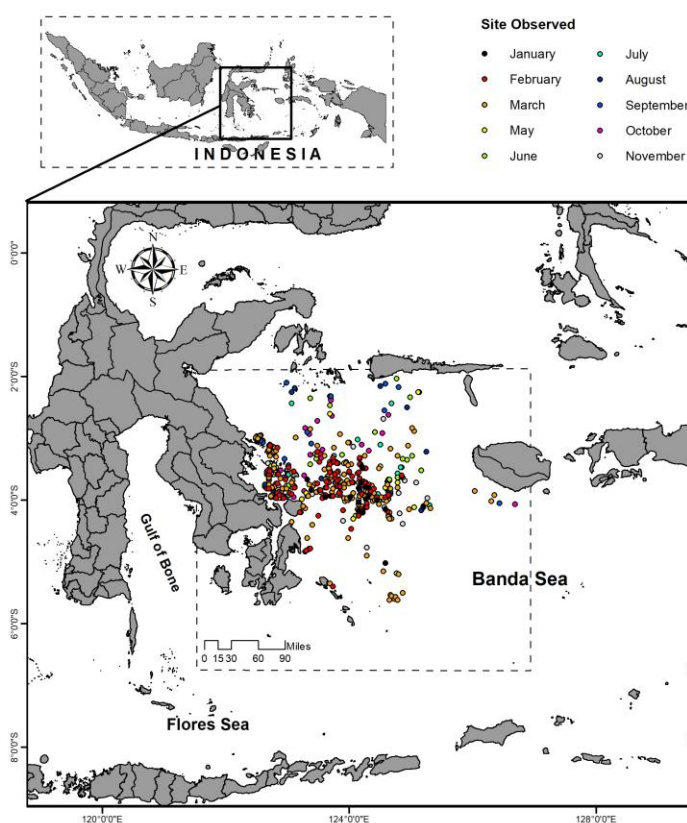 Site Observed
January
February
March
May
June
July
August
September
October
November
INDONESIA
N
W
E
S
0°0'0"
2°0'0"S
4°0'0"S
6°0'0"S
8°0'0"S
Gulf of Bone
Banda Sea
Miles
0 15 30 60 90
Flores Sea
120°0'0"E
124°0'0"E
128°0'0"E